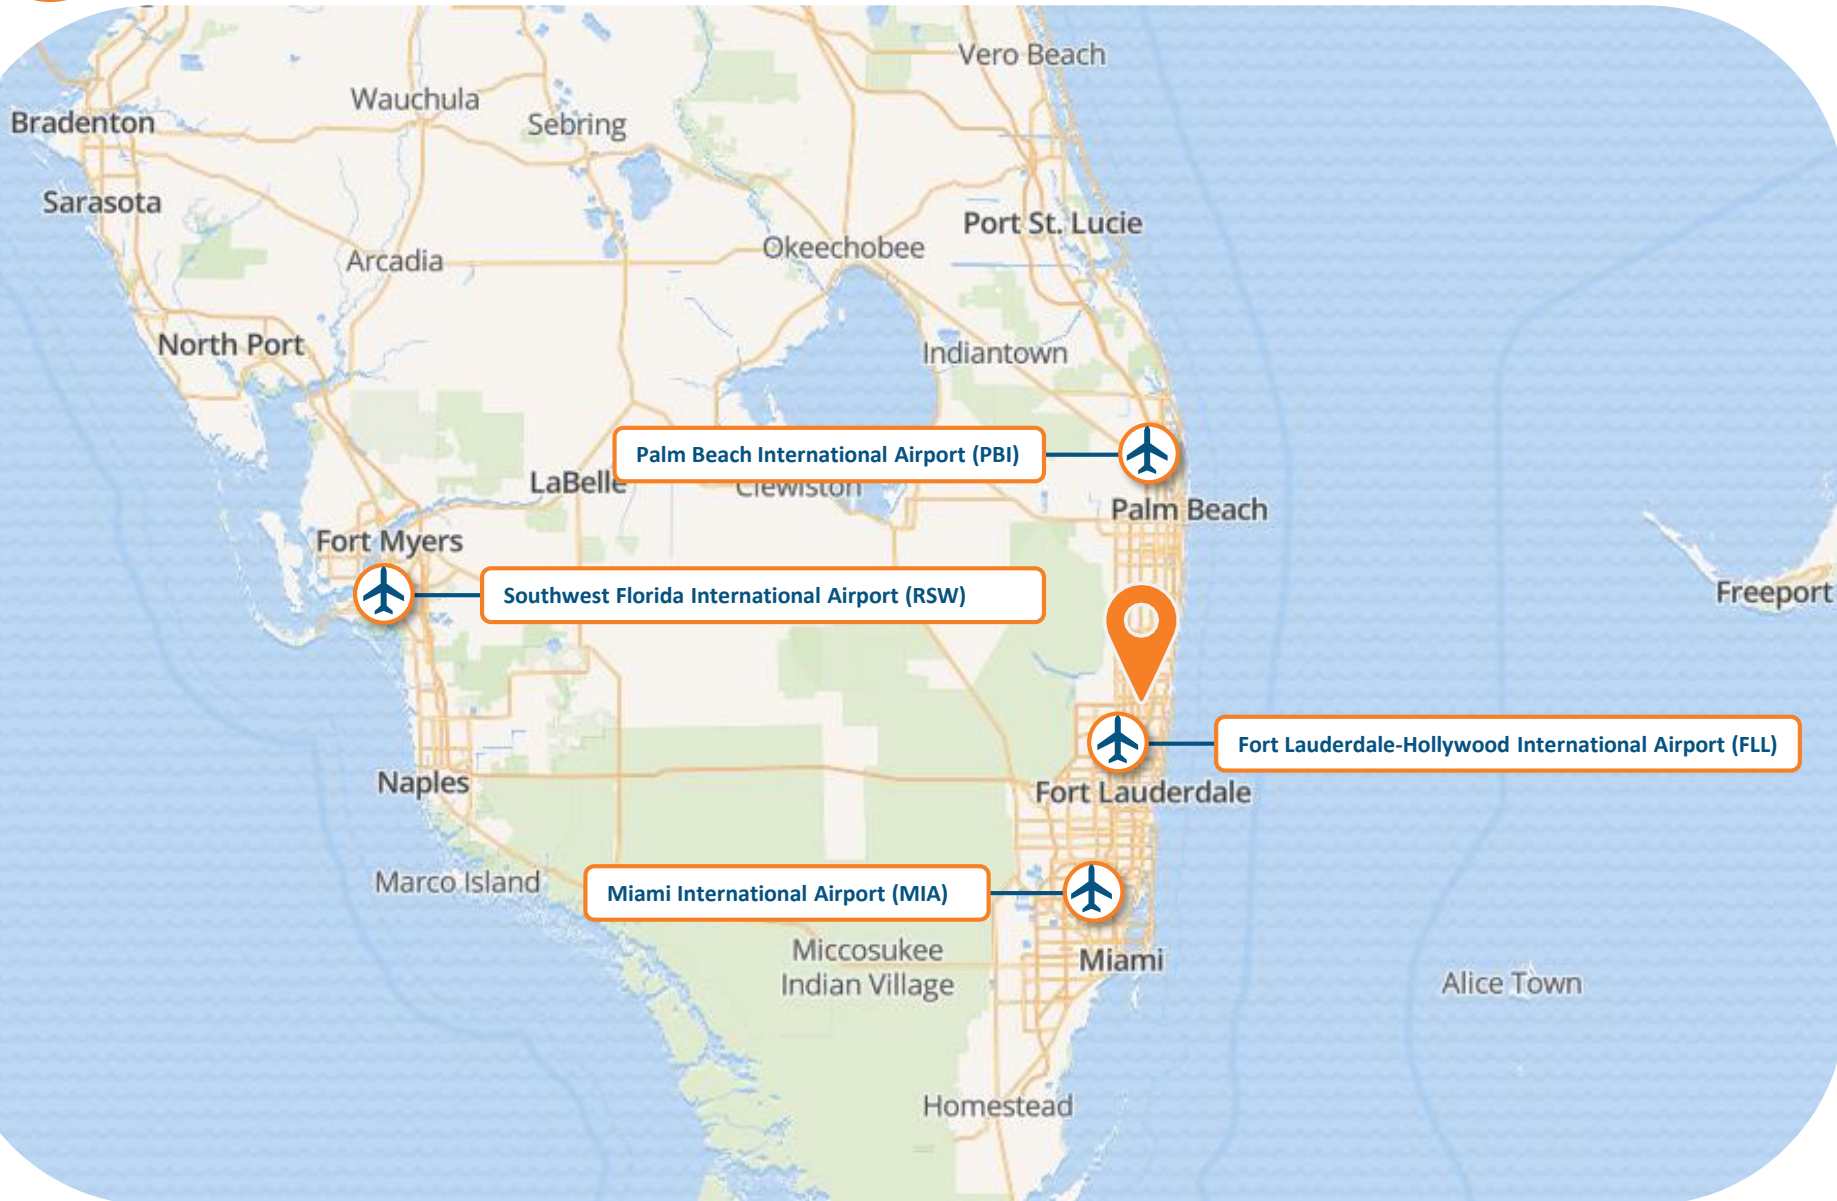 Vero Beach
Wauchula
Bradenton
Sebring
Sarasota
Port St. Lucie
Okeechobee
Arcadia
North Port
Indiantown
Palm Beach International Airport (PBI)
LaBelle
Clewiston
Palm Beach
Fort Myers
Southwest Florida International Airport (RSW)
Freeport
Fort Lauderdale-Hollywood International Airport (FLL)
Naples
Fort Lauderdale
Marco Island
Miami International Airport (MIA)
Miccosukee
Indian Village
Miami
Alice Town
Homestead